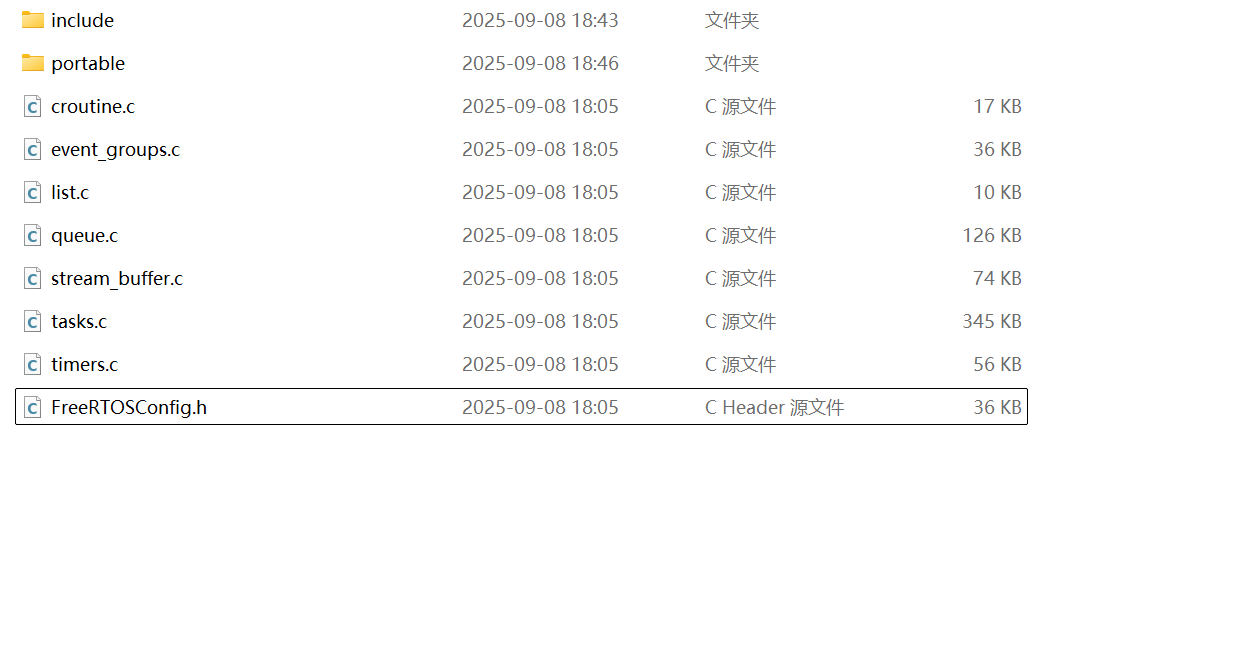 include 2025-09-08 18:43 文件夹
portable 2025-09-08 18:46 文件夹
croutine.c 2025-09-08 18:05 C 源文件 17 KB
event_groups.c 2025-09-08 18:05 C 源文件 36 KB
list.c 2025-09-08 18:05 C 源文件 10 KB
queue.c 2025-09-08 18:05 C 源文件 126 KB
stream_buffer.c 2025-09-08 18:05 C 源文件 74 KB
tasks.c 2025-09-08 18:05 C 源文件 345 KB
timers.c 2025-09-08 18:05 C 源文件 56 KB
FreeRTOSConfig.h 2025-09-08 18:05 C Header 源文件 36 KB